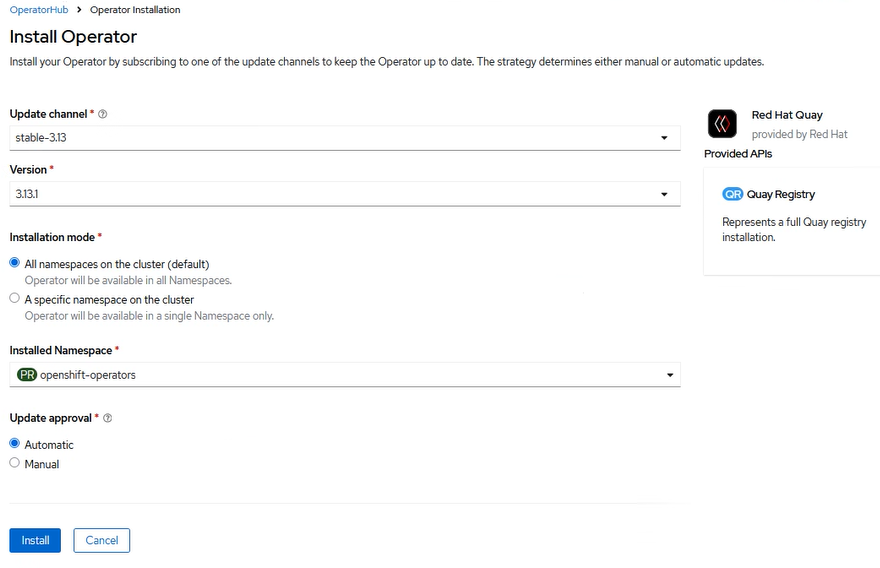 OperatorHub > Operator Installation
Install Operator
Install your Operator by subscribing to one of the update channels to keep the Operator up to date. The strategy determines either manual or automatic updates.
Update channel *
stable-3.13
Version *
3.13.1
Installation mode *
All namespaces on the cluster (default)
Operator will be available in all Namespaces.
A specific namespace on the cluster
Operator will be available in a single Namespace only.
Installed Namespace *
PR openshift-operators
Update approval *
Automatic
Manual
Install Cancel
Red Hat Quay
provided by Red Hat
Provided APIs
QR Quay Registry
Represents a full Quay registry
installation.